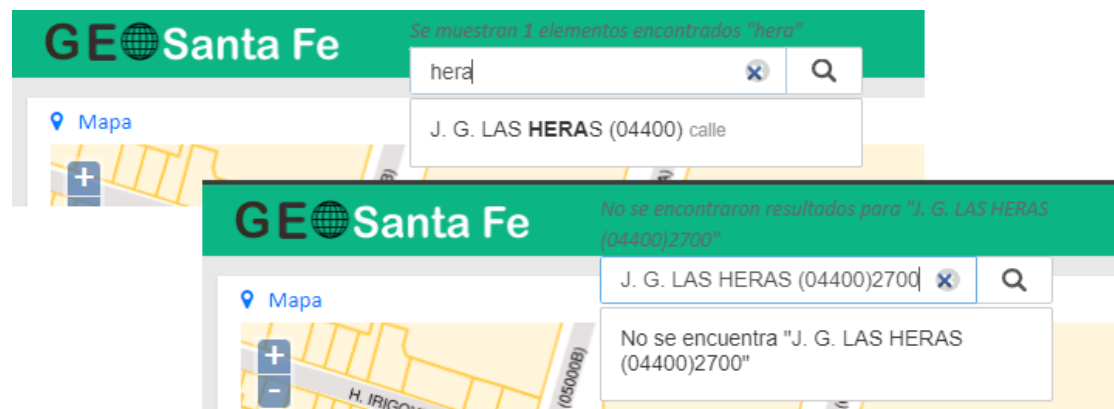 GEOSanta Fe
Se muestran 1 elementos encontrados "hera"
hera
J. G. LAS HERAS (04400) calle
Mapa
+
GEOSanta Fe
No se encontraron resultados para "J. G. LAS HERAS
(04400)2700"
J. G. LAS HERAS (04400)2700
No se encuentra "J. G. LAS HERAS
(04400)2700"
Mapa
+
-
(05000B)